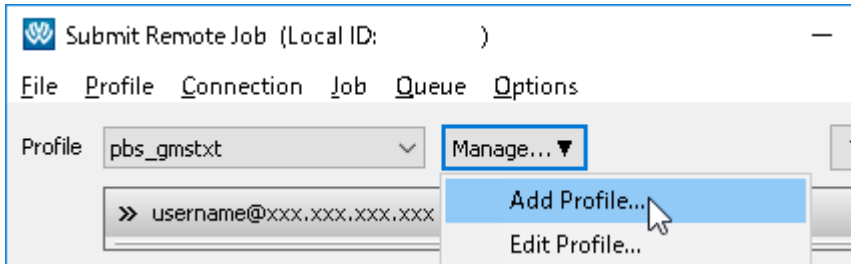 Submit Remote Job (Local ID: )
File Profile Connection Job Queue Options
Profile pbs_gmstxt Manage...▼
» username@xxx.xxx.xxx.xxx Add Profile...
Edit Profile...